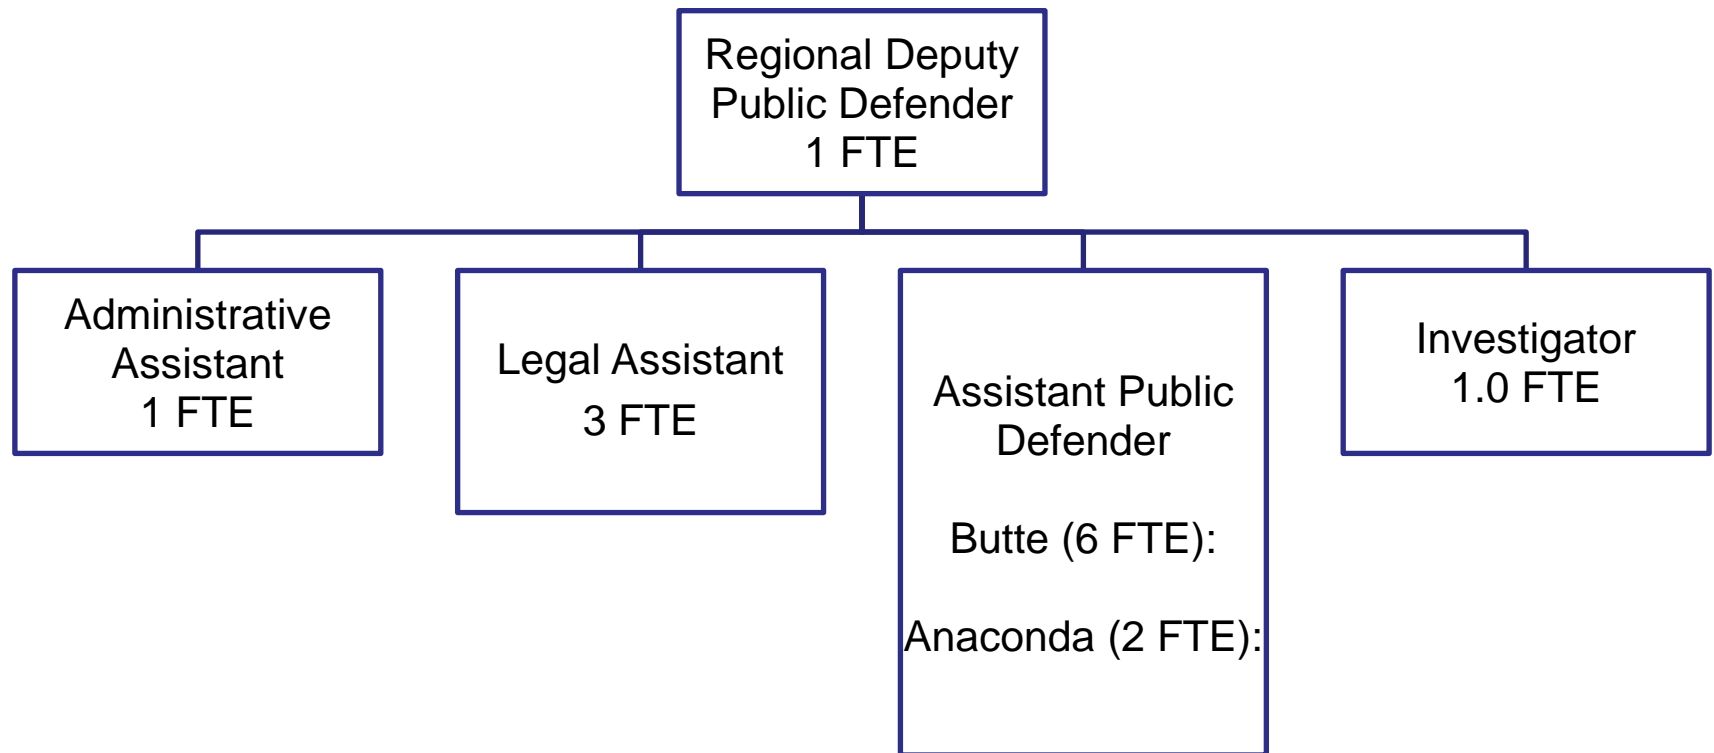 Regional Deputy
Public Defender
1 FTE
Administrative
Assistant
1 FTE
Legal Assistant
3 FTE
Assistant Public
Defender
Butte (6 FTE):
Anaconda (2 FTE):
Investigator
1.0 FTE